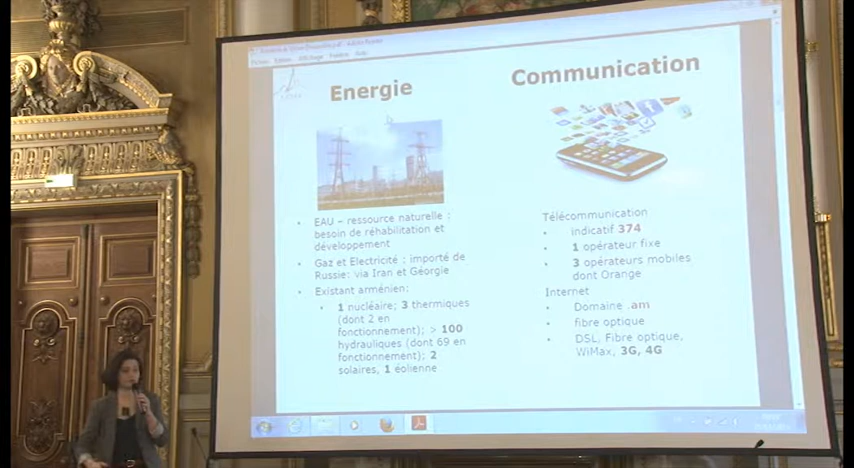 Energie
Communication
EAU – ressource naturelle :
besoin de réhabilitation et
développement
Gaz et Electricité : importé de
Russie: via Iran et Géorgie
Existant arménien:
1 nucléaire; 3 thermiques
(dont 2 en
fonctionnement); > 100
hydrauliques (dont 69 en
fonctionnement); 2
solaires, 1 éolienne
Télécommunication
indicatif 374
1 opérateur fixe
3 opérateurs mobiles
dont Orange
Internet
Domaine .am
fibre optique
DSL, Fibre optique,
WiMax, 3G, 4G